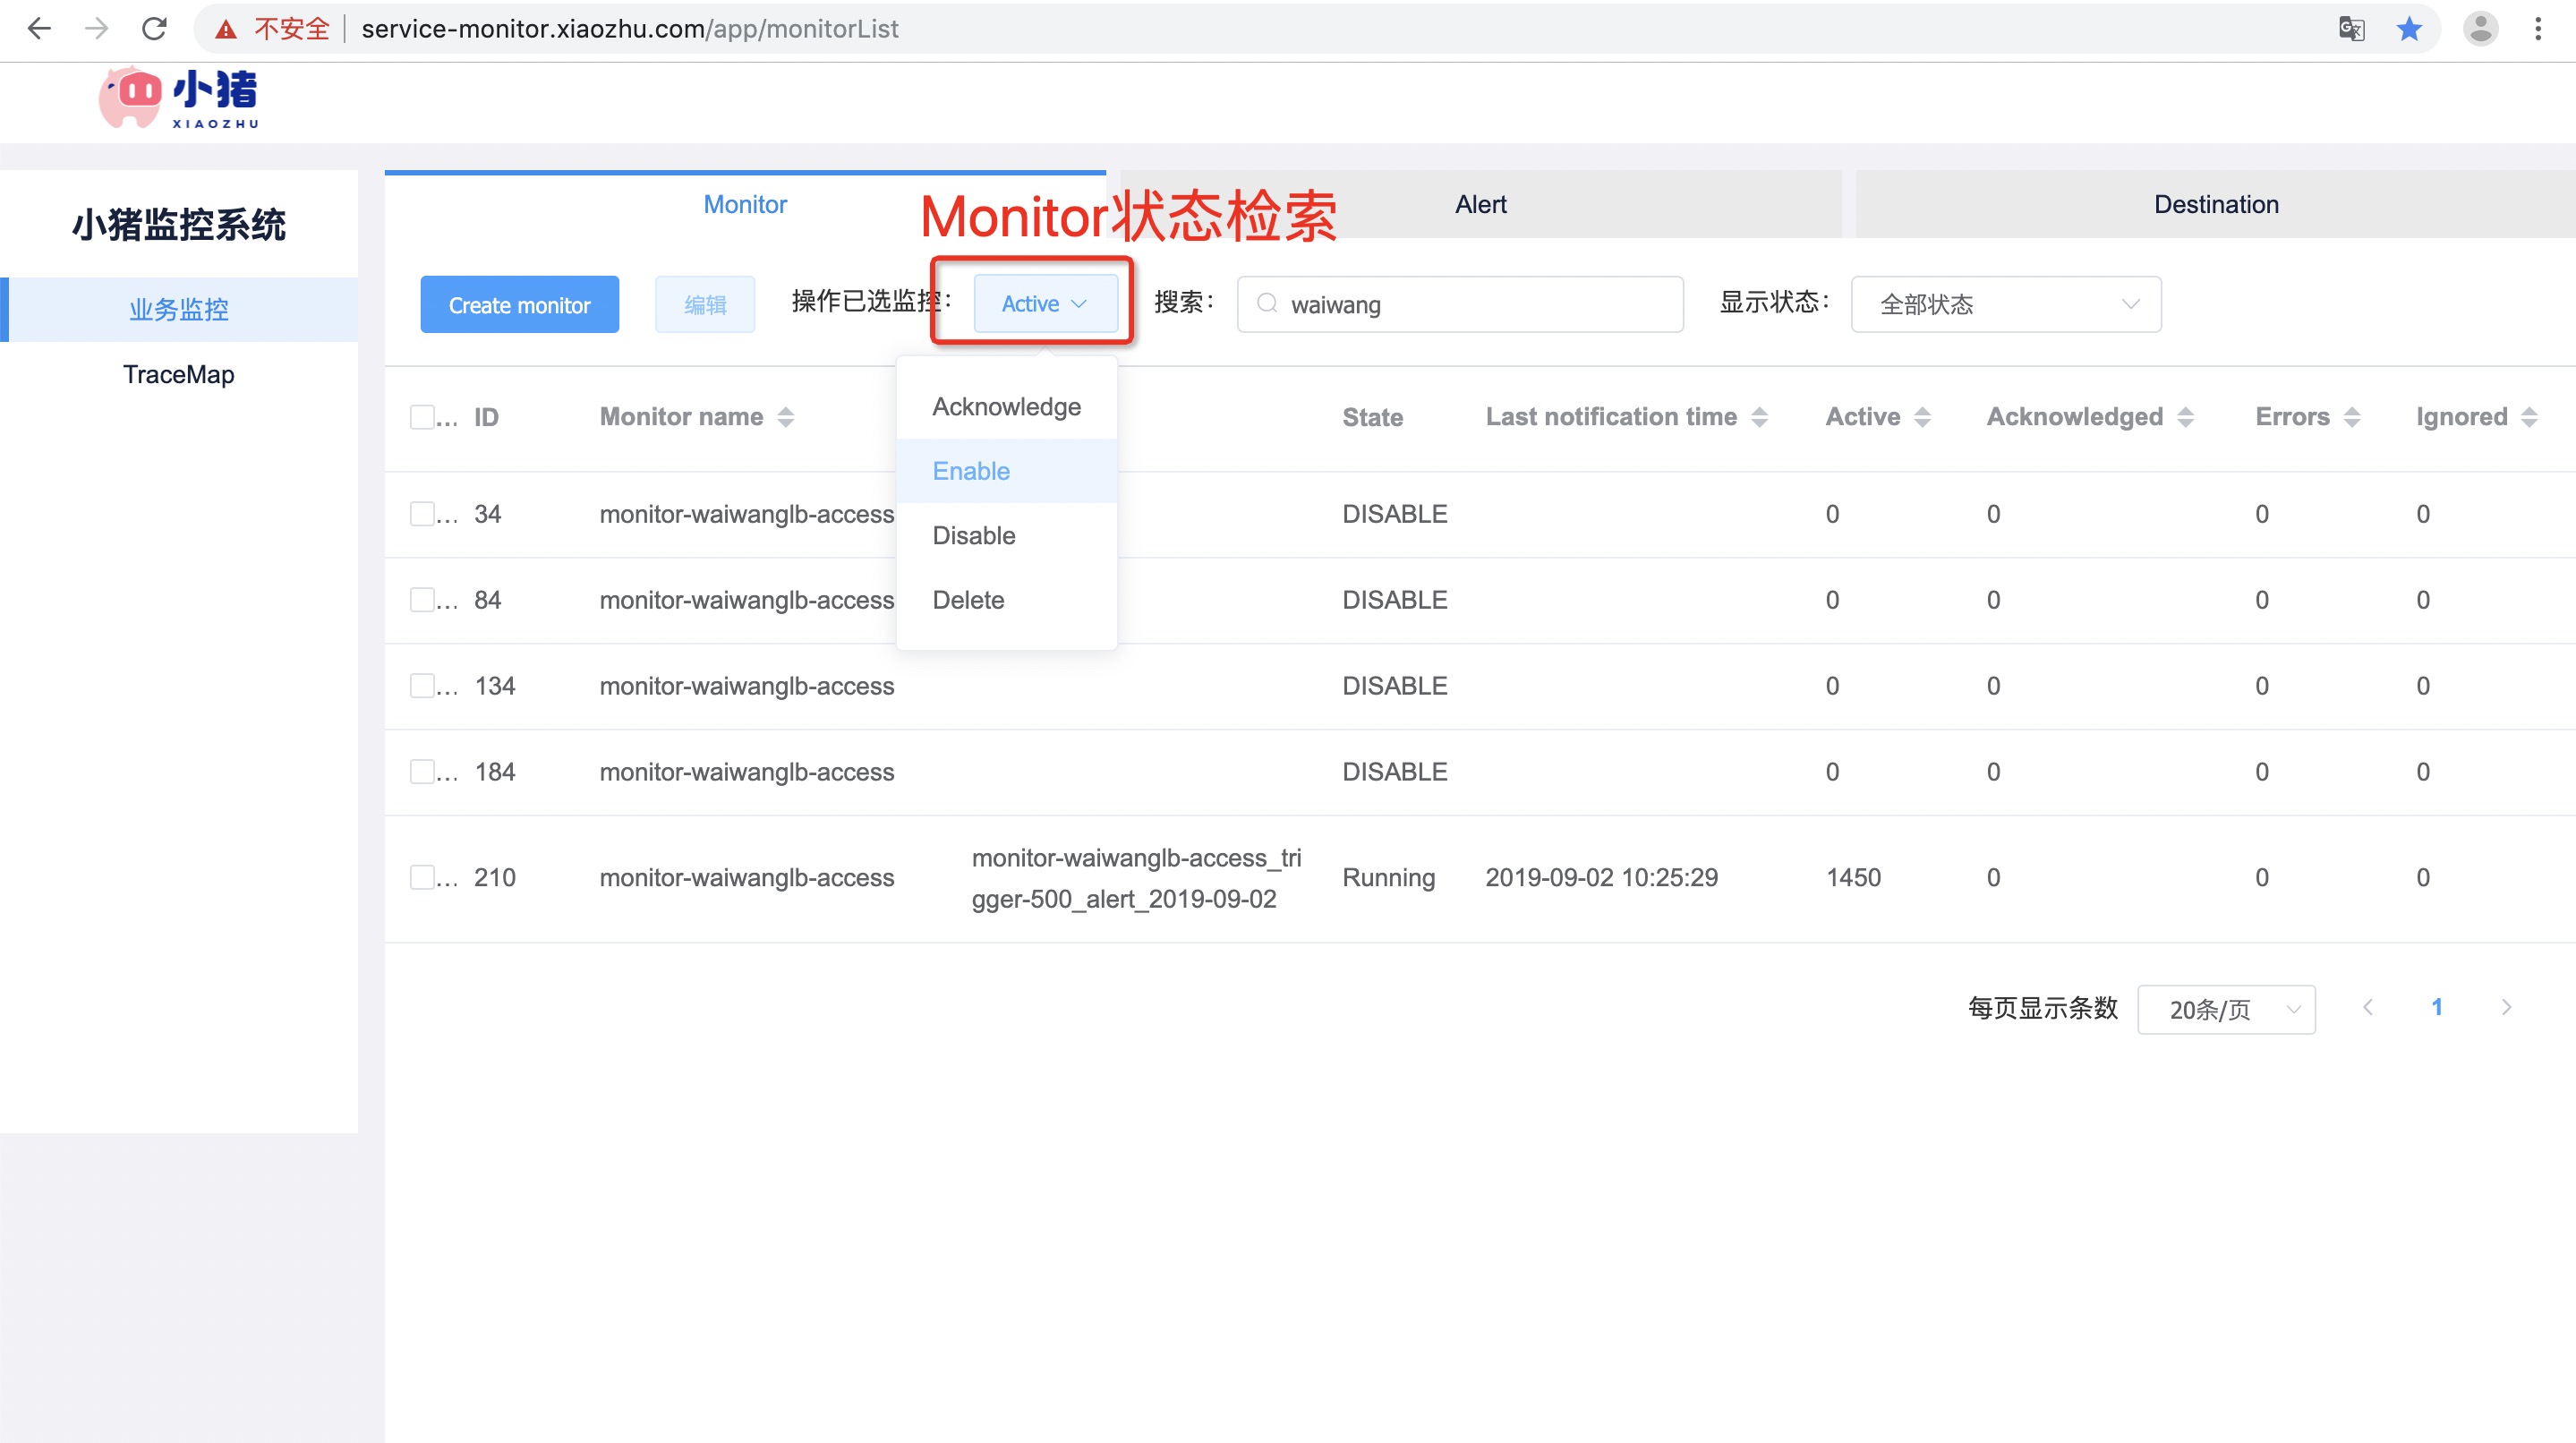 不安全 service-monitor.xiaozhu.com/app/monitorList
小猪
XIAOZHU
小猪监控系统
业务监控
TraceMap
Monitor Alert Destination
Monitor状态检索
Create monitor 编辑 操作已选监控： Active 搜索： waiwang 显示状态： 全部状态
Acknowledge
Enable
Disable
Delete
... ID Monitor name State Last notification time Active Acknowledged Errors Ignored
... 34 monitor-waiwanglb-access DISABLE 0 0 0 0
... 84 monitor-waiwanglb-access DISABLE 0 0 0 0
... 134 monitor-waiwanglb-access DISABLE 0 0 0 0
... 184 monitor-waiwanglb-access DISABLE 0 0 0 0
... 210 monitor-waiwanglb-access monitor-waiwanglb-access_tri Running 2019-09-02 10:25:29 1450 0 0 0
gger-500_alert_2019-09-02
每页显示条数 20条/页 1